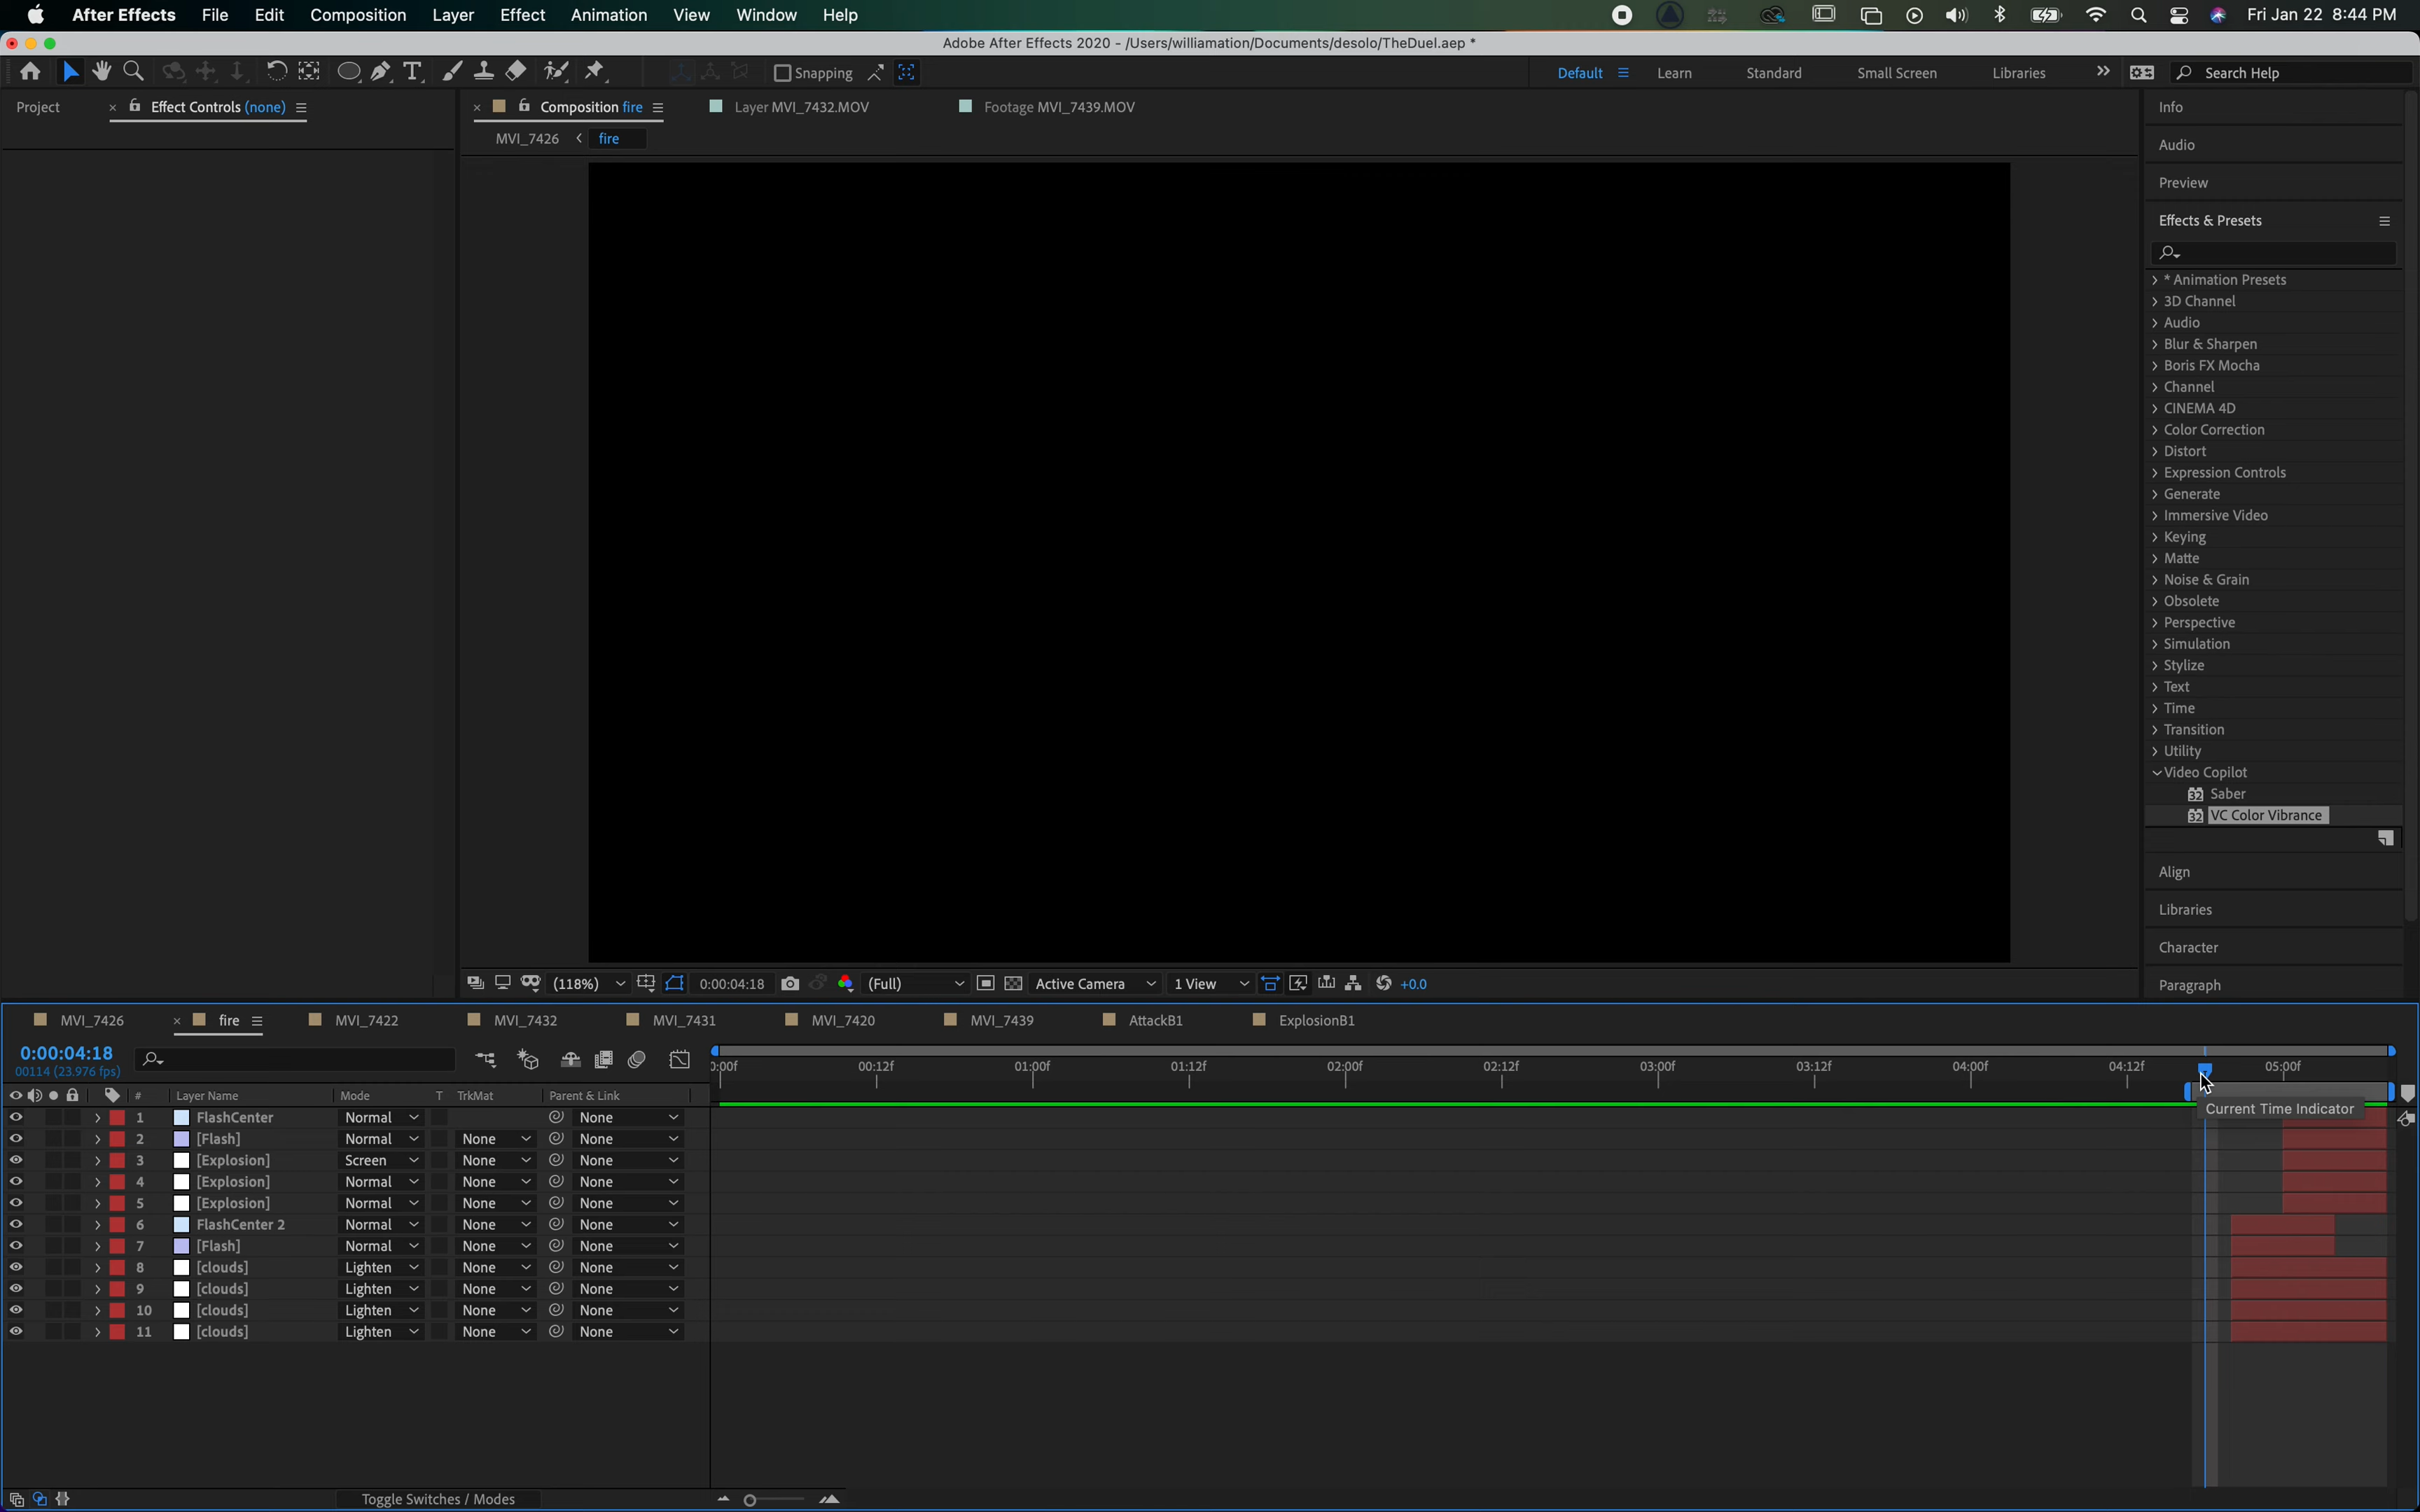 After Effects File Edit Composition Layer Effect Animation View Window Help Fri Jan 22 8:44 PM
Adobe After Effects 2020 - /Users/williamation/Documents/desolo/TheDuel.aep *
Snapping Default Learn Standard Small Screen Libraries Search Help
Project Effect Controls (none) Composition fire Layer MVI_7432.MOV Footage MVI_7439.MOV
MVI_7426 fire
Info
Audio
Preview
Effects & Presets
* Animation Presets
3D Channel
Audio
Blur & Sharpen
Boris FX Mocha
Channel
CINEMA 4D
Color Correction
Distort
Expression Controls
Generate
Immersive Video
Keying
Matte
Noise & Grain
Obsolete
Perspective
Simulation
Stylize
Text
Time
Transition
Utility
Video Copilot
32 Saber
32 VC Color Vibrance
Align
Libraries
Character
Paragraph
(118%) 0:00:04:18 (Full) Active Camera 1 View +0.0
MVI_7426 fire MVI_7422 MVI_7432 MVI_7431 MVI_7420 MVI_7439 AttackB1 ExplosionB1
0:00:04:18
00114 (23.976 fps)
0:00f 00:12f 01:00f 01:12f 02:00f 02:12f 03:00f 03:12f 04:00f 04:12f 05:00f
# Layer Name Mode T TrkMat Parent & Link
Current Time Indicator
1 FlashCenter Normal None
2 [Flash] Normal None None
3 [Explosion] Screen None None
4 [Explosion] Normal None None
5 [Explosion] Normal None None
6 FlashCenter 2 Normal None None
7 [Flash] Normal None None
8 [clouds] Lighten None None
9 [clouds] Lighten None None
10 [clouds] Lighten None None
11 [clouds] Lighten None None
Toggle Switches / Modes